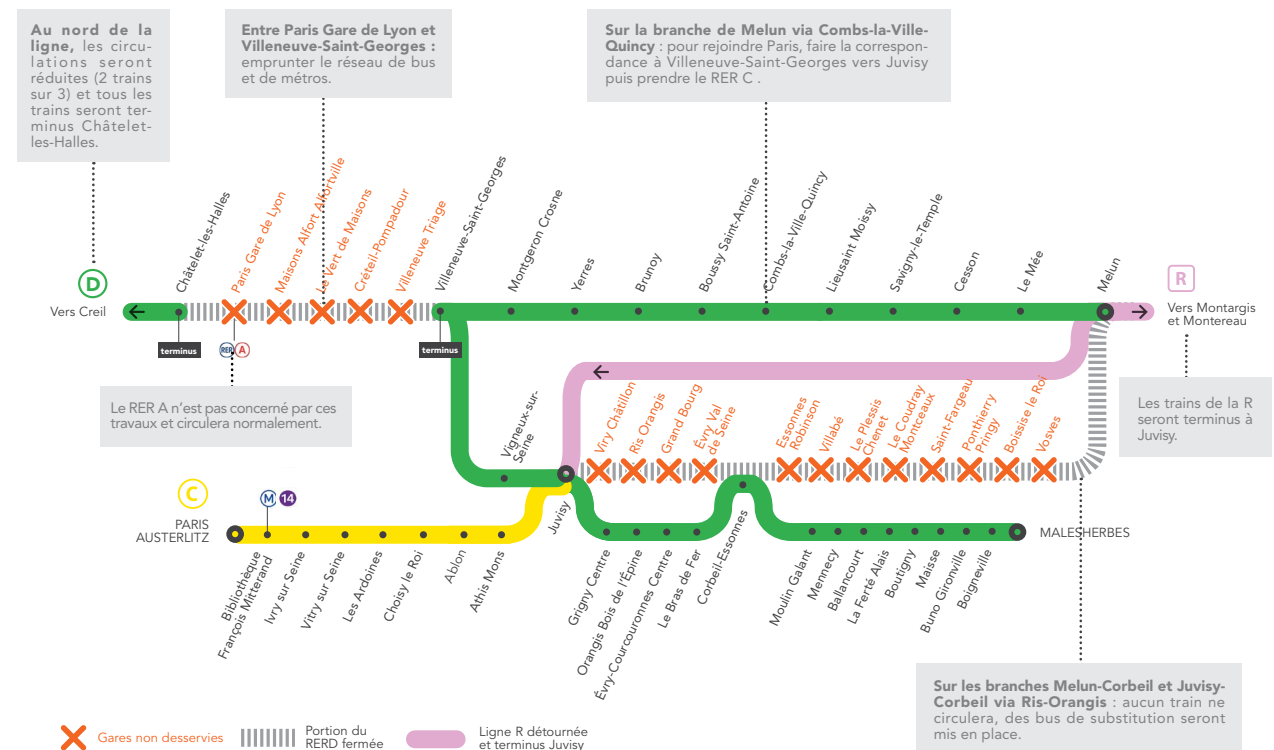 Au nord de la
ligne, les circu-
lations seront
réduites (2 trains
sur 3) et tous les
trains seront ter-
minus Châtelet-
les-Halles.
Entre Paris Gare de Lyon et
Villeneuve-Saint-Georges :
emprunter le réseau de bus
et de métros.
Sur la branche de Melun via Combs-la-Ville-
Quincy : pour rejoindre Paris, faire la correspon-
dance à Villeneuve-Saint-Georges vers Juvisy
puis prendre le RER C .
Châtelet-les-Halles
Paris Gare de Lyon
Maisons Alfort Alfortville
Le Vert de Maisons
Créteil-Pompadour
Villeneuve Triage
Villeneuve-Saint-Georges
Montgeron Crosne
Yerres
Brunoy
Boussy Saint-Antoine
Combs-la-Ville-Quincy
Lieusaint Moissy
Savigny-le-Temple
Cesson
Le Mée
Melun
D
Vers Creil
R
Vers Montargis
et Montereau
terminus
RER A
terminus
Le RER A n'est pas concerné par ces
travaux et circulera normalement.
Les trains de la R
seront terminus à
Juvisy.
Vigneux-sur-
Seine
Juvisy
Viry Châtillon
Ris Orangis
Grand Bourg
Évry Val
de Seine
Essonnes
Robinson
Villabé
Le Plessis
Chenet
Le Coudray
Montceaux
Saint-Fargeau
Ponthierry
Pringy
Boissise le Roi
Vosves
C
PARIS
AUSTERLITZ
M 14
Bibliothèque
François Mitterand
Ivry sur Seine
Vitry sur Seine
Les Ardoines
Choisy le Roi
Ablon
Athis Mons
Grigny Centre
Orangis Bois de l'Épine
Évry-Courcouronnes Centre
Le Bras de Fer
Corbeil-Essonnes
Moulin Galant
Mennecy
Ballancourt
La Ferté Alais
Boutigny
Maisse
Buno Gironville
Boigneville
MALESHERBES
Sur les branches Melun-Corbeil et Juvisy-
Corbeil via Ris-Orangis : aucun train ne
circulera, des bus de substitution seront
mis en place.
Gares non desservies
Portion du
RERD fermée
Ligne R détournée
et terminus Juvisy